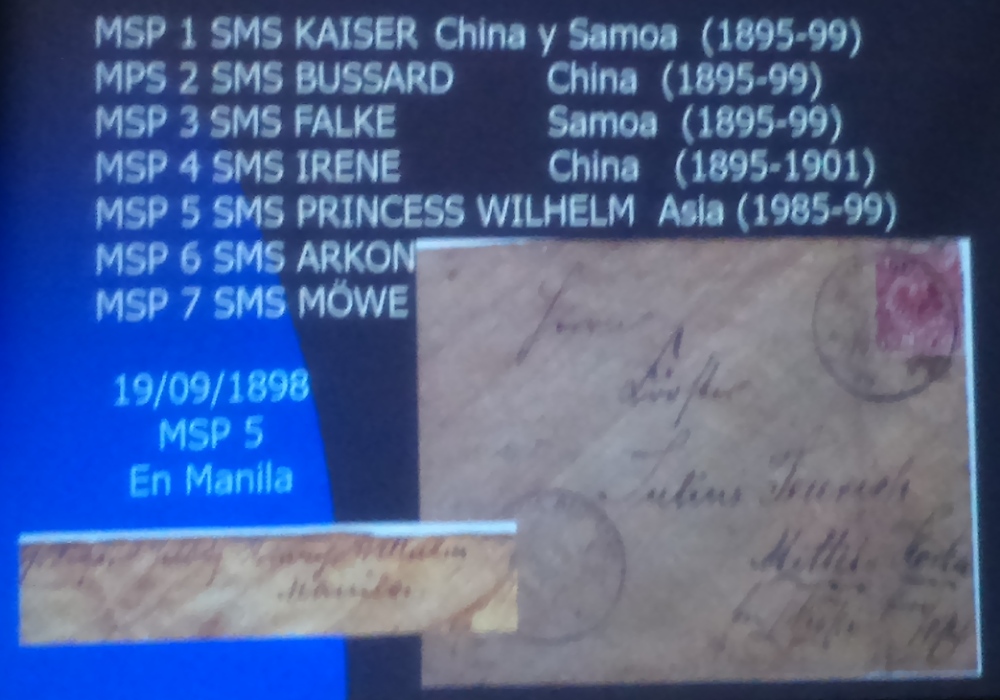 MSP 1 SMS KAISER China y Samoa (1895-99)
MPS 2 SMS BUSSARD China (1895-99)
MSP 3 SMS FALKE Samoa (1895-99)
MSP 4 SMS IRENE China (1895-1901)
MSP 5 SMS PRINCESS WILHELM Asia (1985-99)
MSP 6 SMS ARKON
MSP 7 SMS MÖWE
19/09/1898
MSP 5
En Manila
Julius
Manila